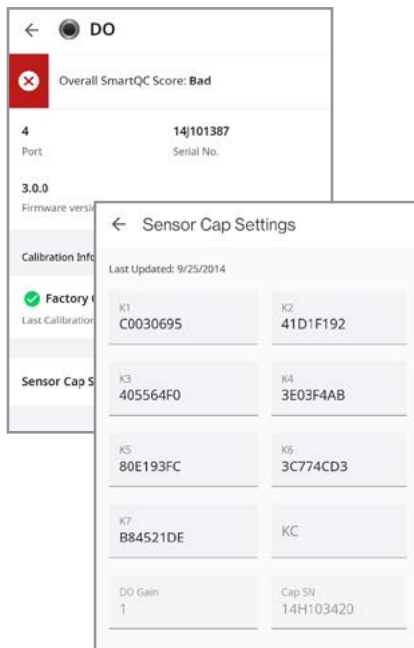 DO
Overall SmartQC Score: Bad
4
14J101387
Port
Serial No.
3.0.0
Firmware versi
Calibration Info
Factory
Last Calibration
Sensor Cap S
Sensor Cap Settings
Last Updated: 9/25/2014
K1
C0030695
K2
41D1F192
K3
405564F0
K4
3E03F4AB
K5
80E193FC
K6
3C774CD3
K7
B84521DE
KC
DO Gain
1
Cap SN
14H103420